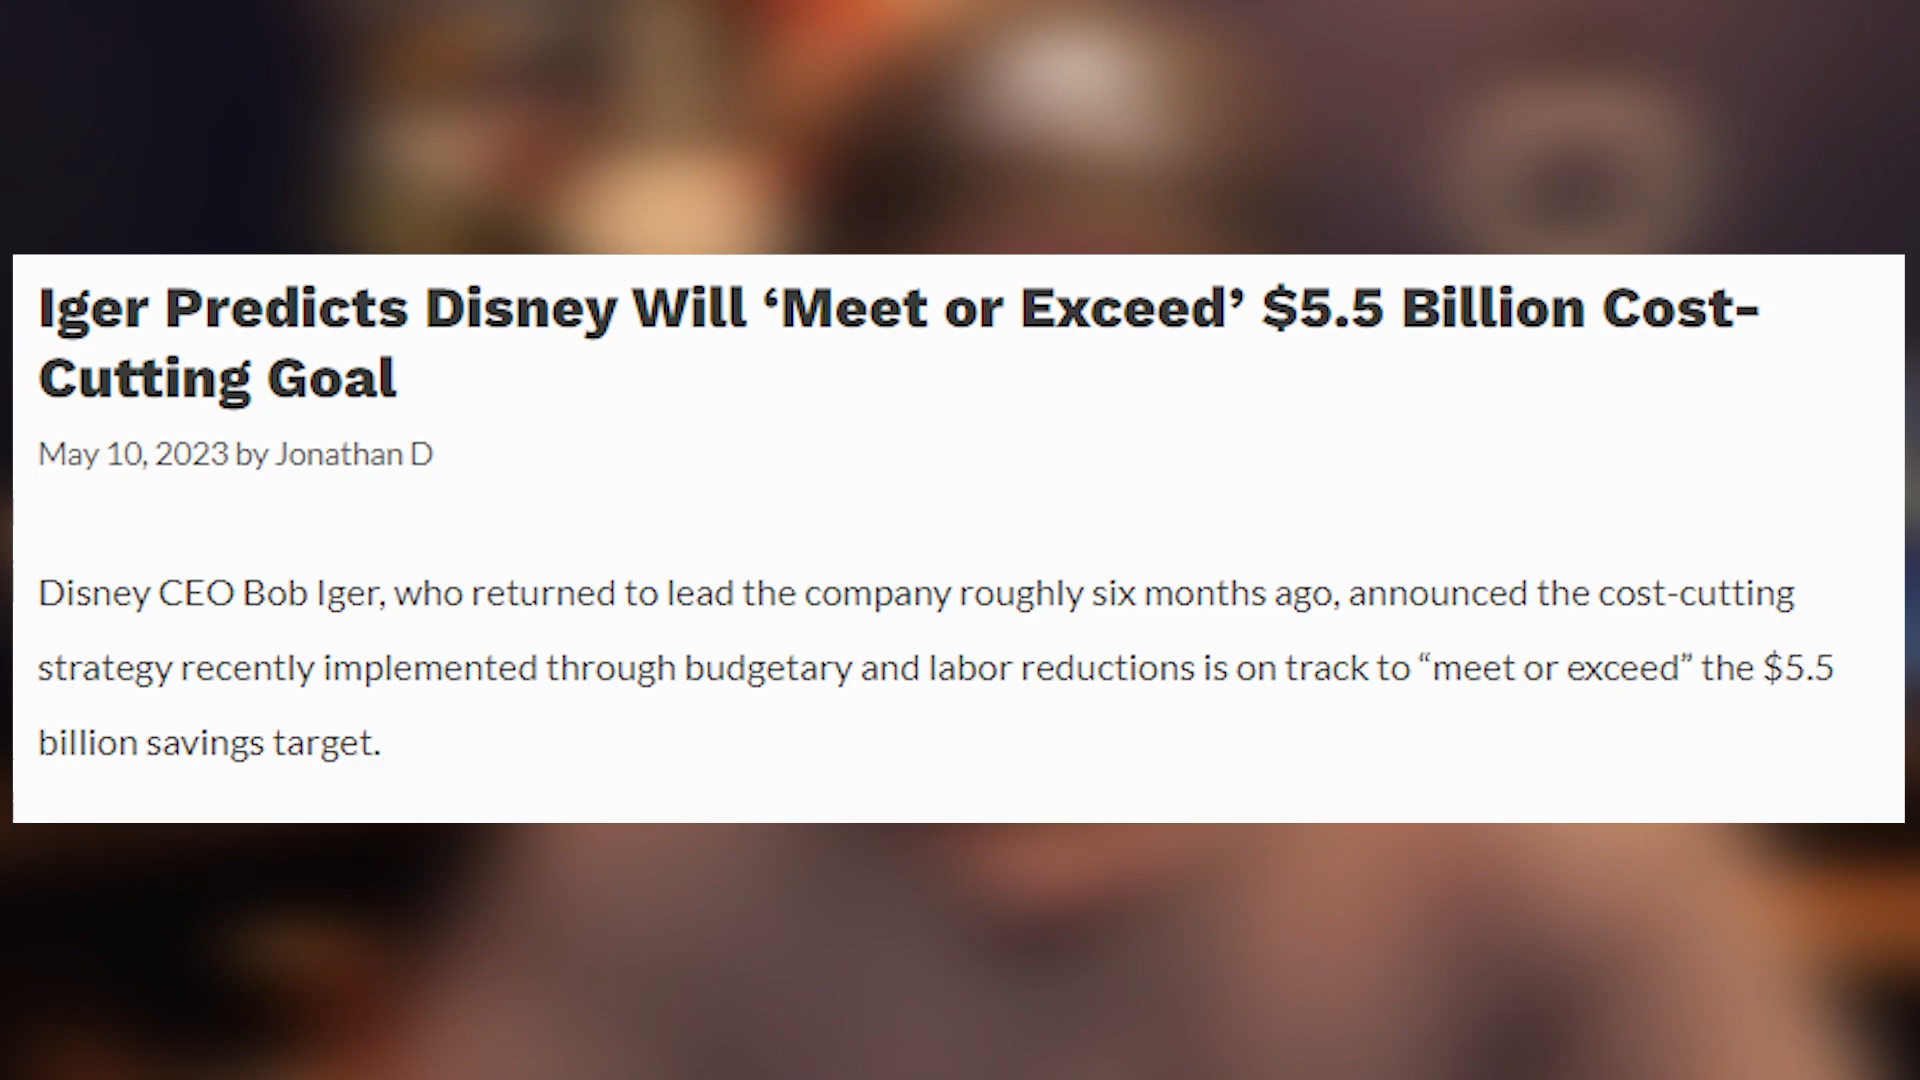 Iger Predicts Disney Will ‘Meet or Exceed’ $5.5 Billion Cost-
Cutting Goal
May 10, 2023 by Jonathan D
Disney CEO Bob Iger, who returned to lead the company roughly six months ago, announced the cost-cutting
strategy recently implemented through budgetary and labor reductions is on track to “meet or exceed” the $5.5
billion savings target.